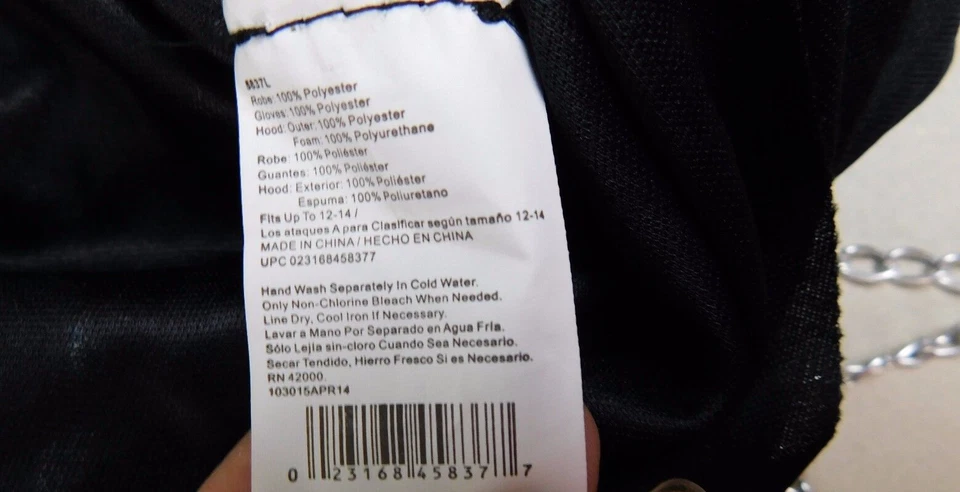 5837L
Robe: 100% Polyester
Gloves: 100% Polyester
Hood: Outer: 100% Polyester
Foam: 100% Polyurethane
Robe: 100% Poliéster
Guantes: 100% Poliéster
Hood: Exterior: 100% Poliéster
Espuma: 100% Poliuretano
Fits Up To 12-14 /
Los ataques A para Clasificar según tamaño 12-14
MADE IN CHINA / HECHO EN CHINA
UPC 023168458377
Hand Wash Separately In Cold Water.
Only Non-Chlorine Bleach When Needed.
Line Dry, Cool Iron If Necessary.
Lavar a Mano Por Separado en Agua Fría.
Sólo Lejía sin-cloro Cuando Sea Necesario.
Secar Tendido, Hierro Fresco Si es Necesario.
RN 42000.
103015APR14
0 23168 45837 7